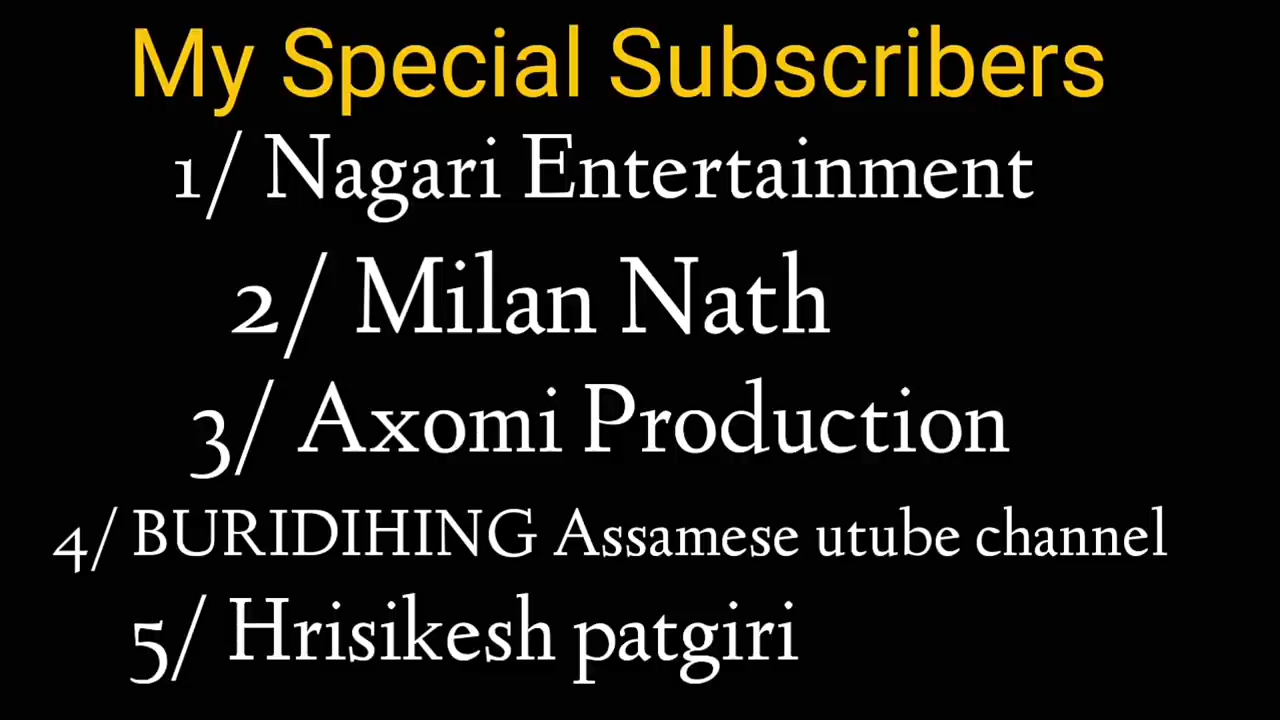 My Special Subscribers
1/ Nagari Entertainment
2/ Milan Nath
3/ Axomi Production
4/ BURIDIHING Assamese utube channel
5/ Hrisikesh patgiri